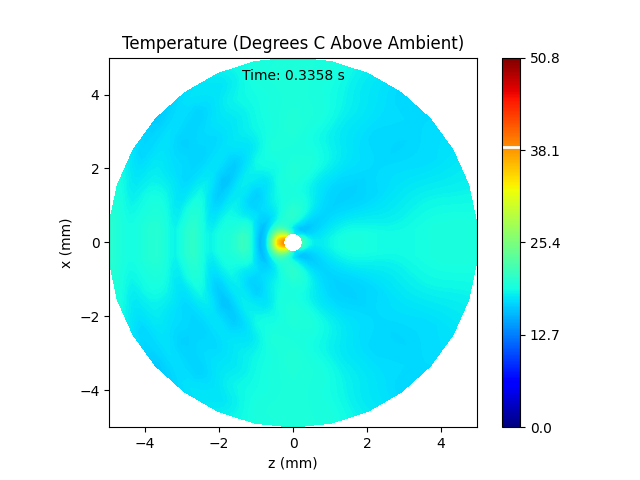 Temperature (Degrees C Above Ambient)
Time: 0.3358 s
4
2
0
−2
−4
x (mm)
−4 −2 0 2 4
z (mm)
50.8
38.1
25.4
12.7
0.0